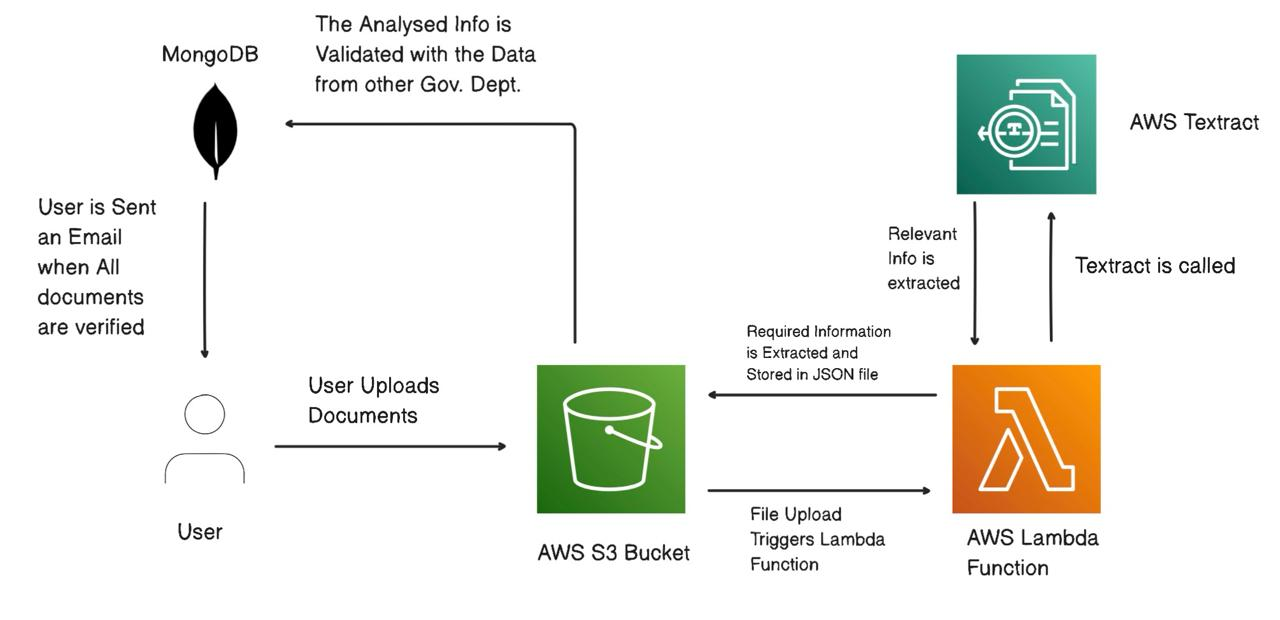 The Analysed Info is
Validated with the Data
from other Gov. Dept.
MongoDB
AWS Textract
User is Sent
an Email
when All
documents
are verified
Relevant
Info is
extracted
Textract is called
Required Information
is Extracted and
Stored in JSON file
User Uploads
Documents
User
AWS S3 Bucket
File Upload
Triggers Lambda
Function
AWS Lambda
Function